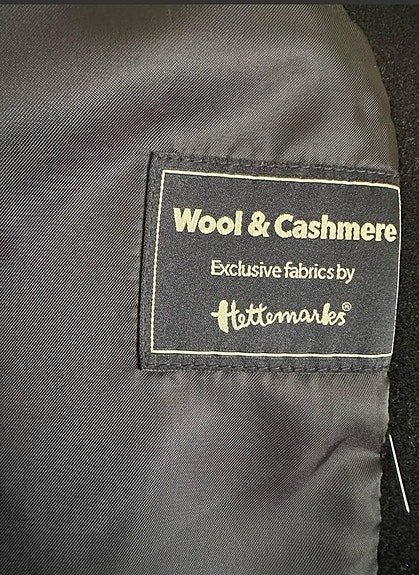 Wool & Cashmere
Exclusive fabrics by
Hettemarks®